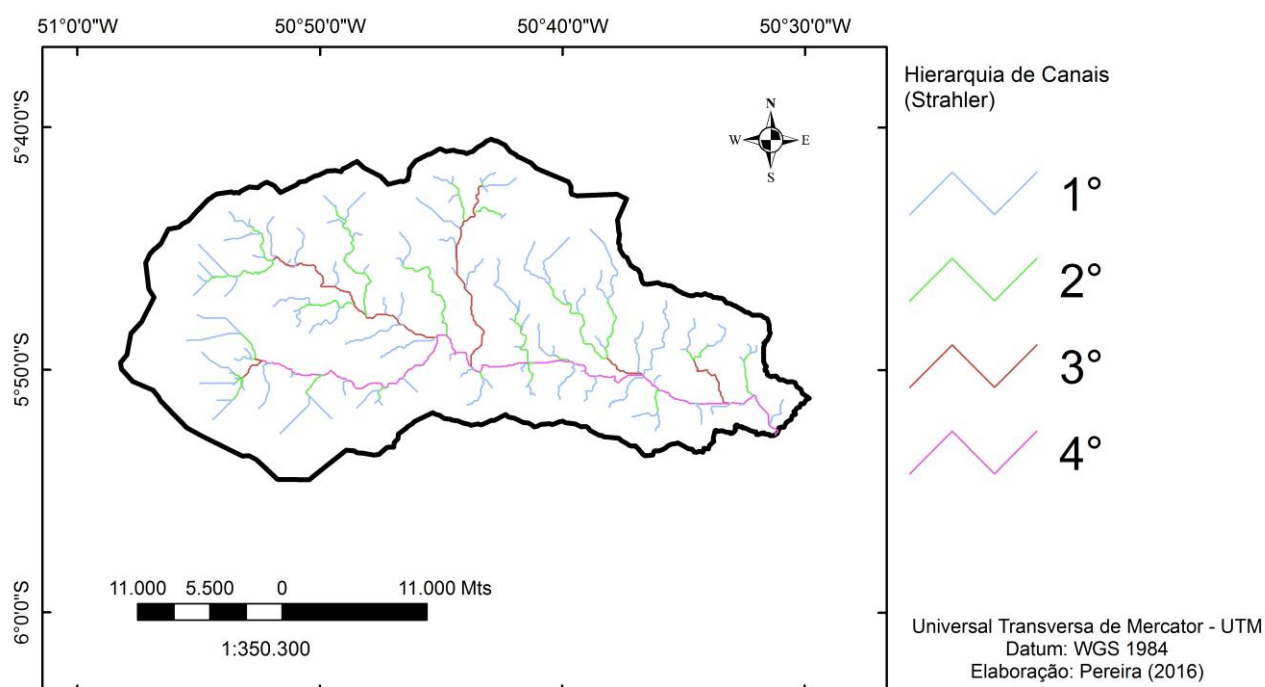 51°0'0"W 50°50'0"W 50°40'0"W 50°30'0"W
5°40'0"S
5°50'0"S
6°0'0"S
N
W E
S
Hierarquia de Canais
(Strahler)
1°
2°
3°
4°
11.000 5.500 0 11.000 Mts
1:350.300
Universal Transversa de Mercator - UTM
Datum: WGS 1984
Elaboração: Pereira (2016)